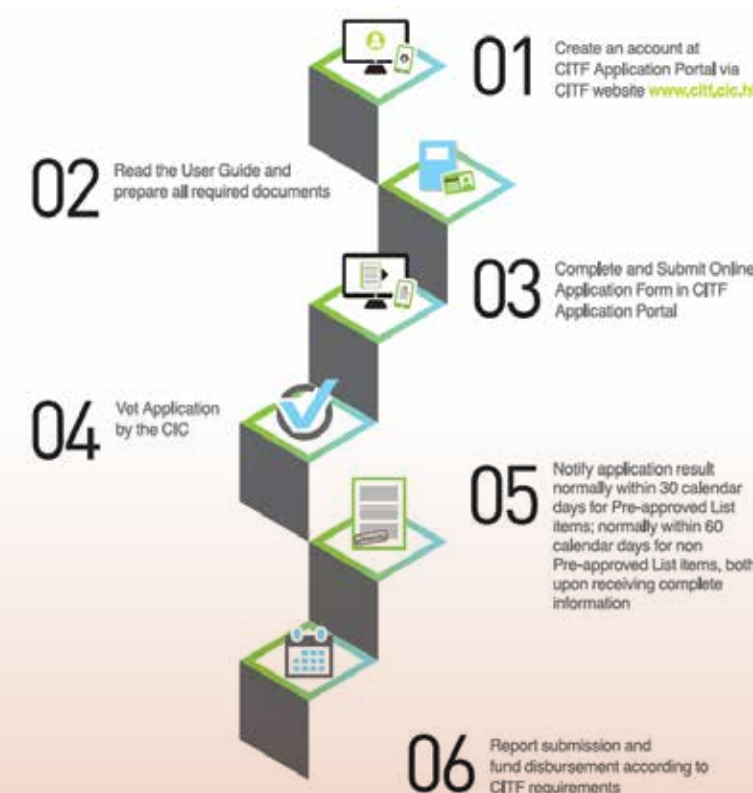 01
Create an account at
CITF Application Portal via
CITF website www.citf.cic.hk
02
Read the User Guide and
prepare all required documents
03
Complete and Submit Online
Application Form in CITF
Application Portal
04
Vet Application
by the CIC
05
Notify application result
normally within 30 calendar
days for Pre-approved List
items; normally within 60
calendar days for non
Pre-approved List items, both
upon receiving complete
information
06
Report submission and
fund disbursement according to
CITF requirements